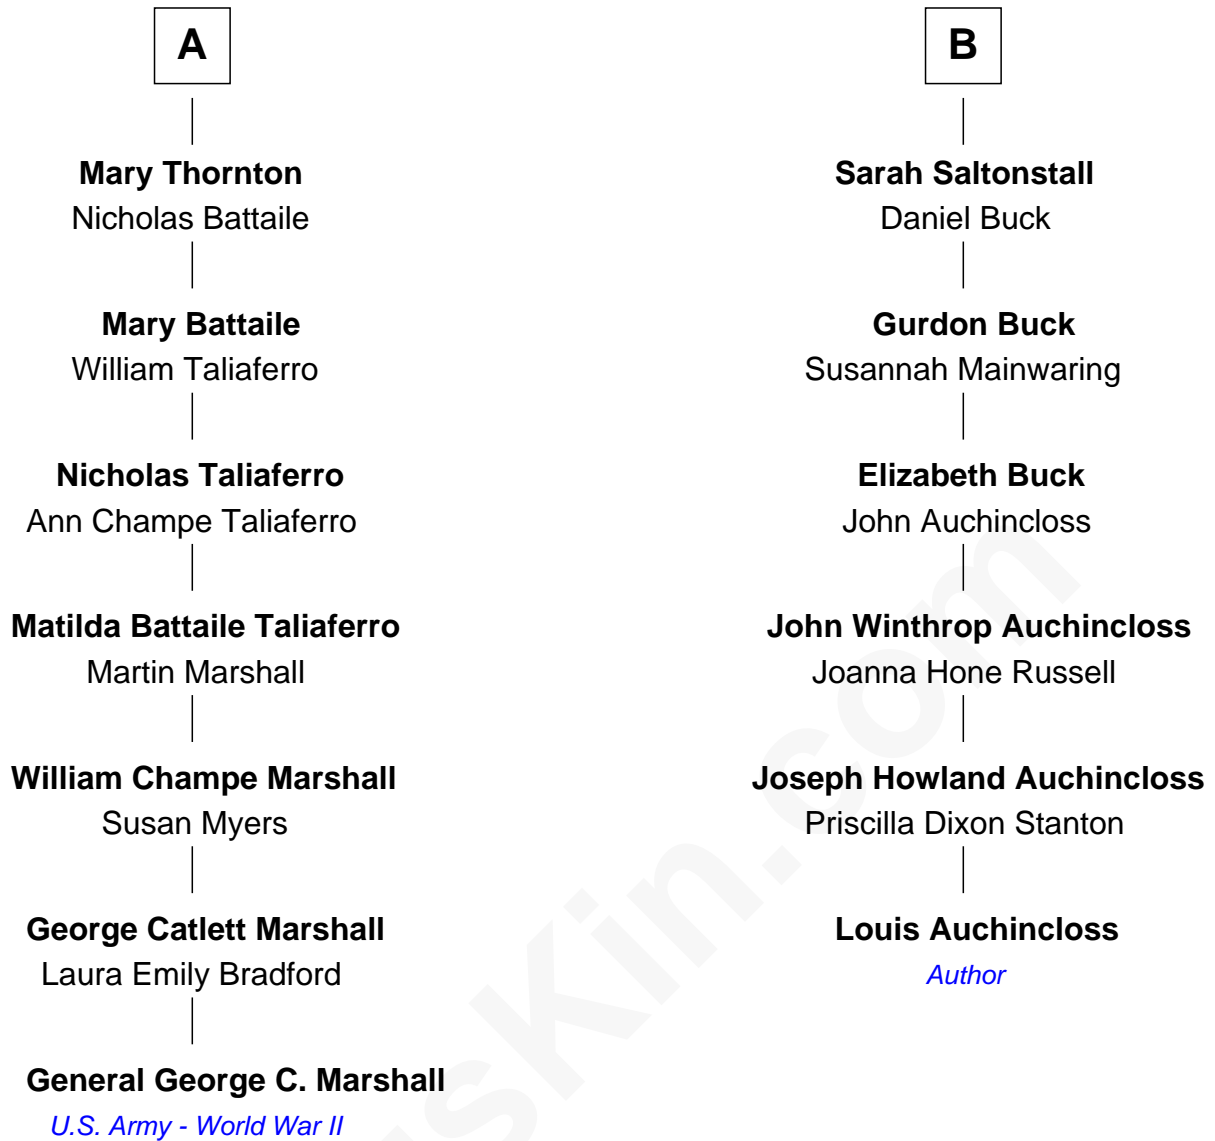 A
Mary Thornton
Nicholas Battaile
Mary Battaile
William Taliaferro
Nicholas Taliaferro
Ann Champe Taliaferro
Matilda Battaile Taliaferro
Martin Marshall
William Champe Marshall
Susan Myers
George Catlett Marshall
Laura Emily Bradford
General George C. Marshall
U.S. Army - World War II
B
Sarah Saltonstall
Daniel Buck
Gurdon Buck
Susannah Mainwaring
Elizabeth Buck
John Auchincloss
John Winthrop Auchincloss
Joanna Hone Russell
Joseph Howland Auchincloss
Priscilla Dixon Stanton
Louis Auchincloss
Author
usKin.com